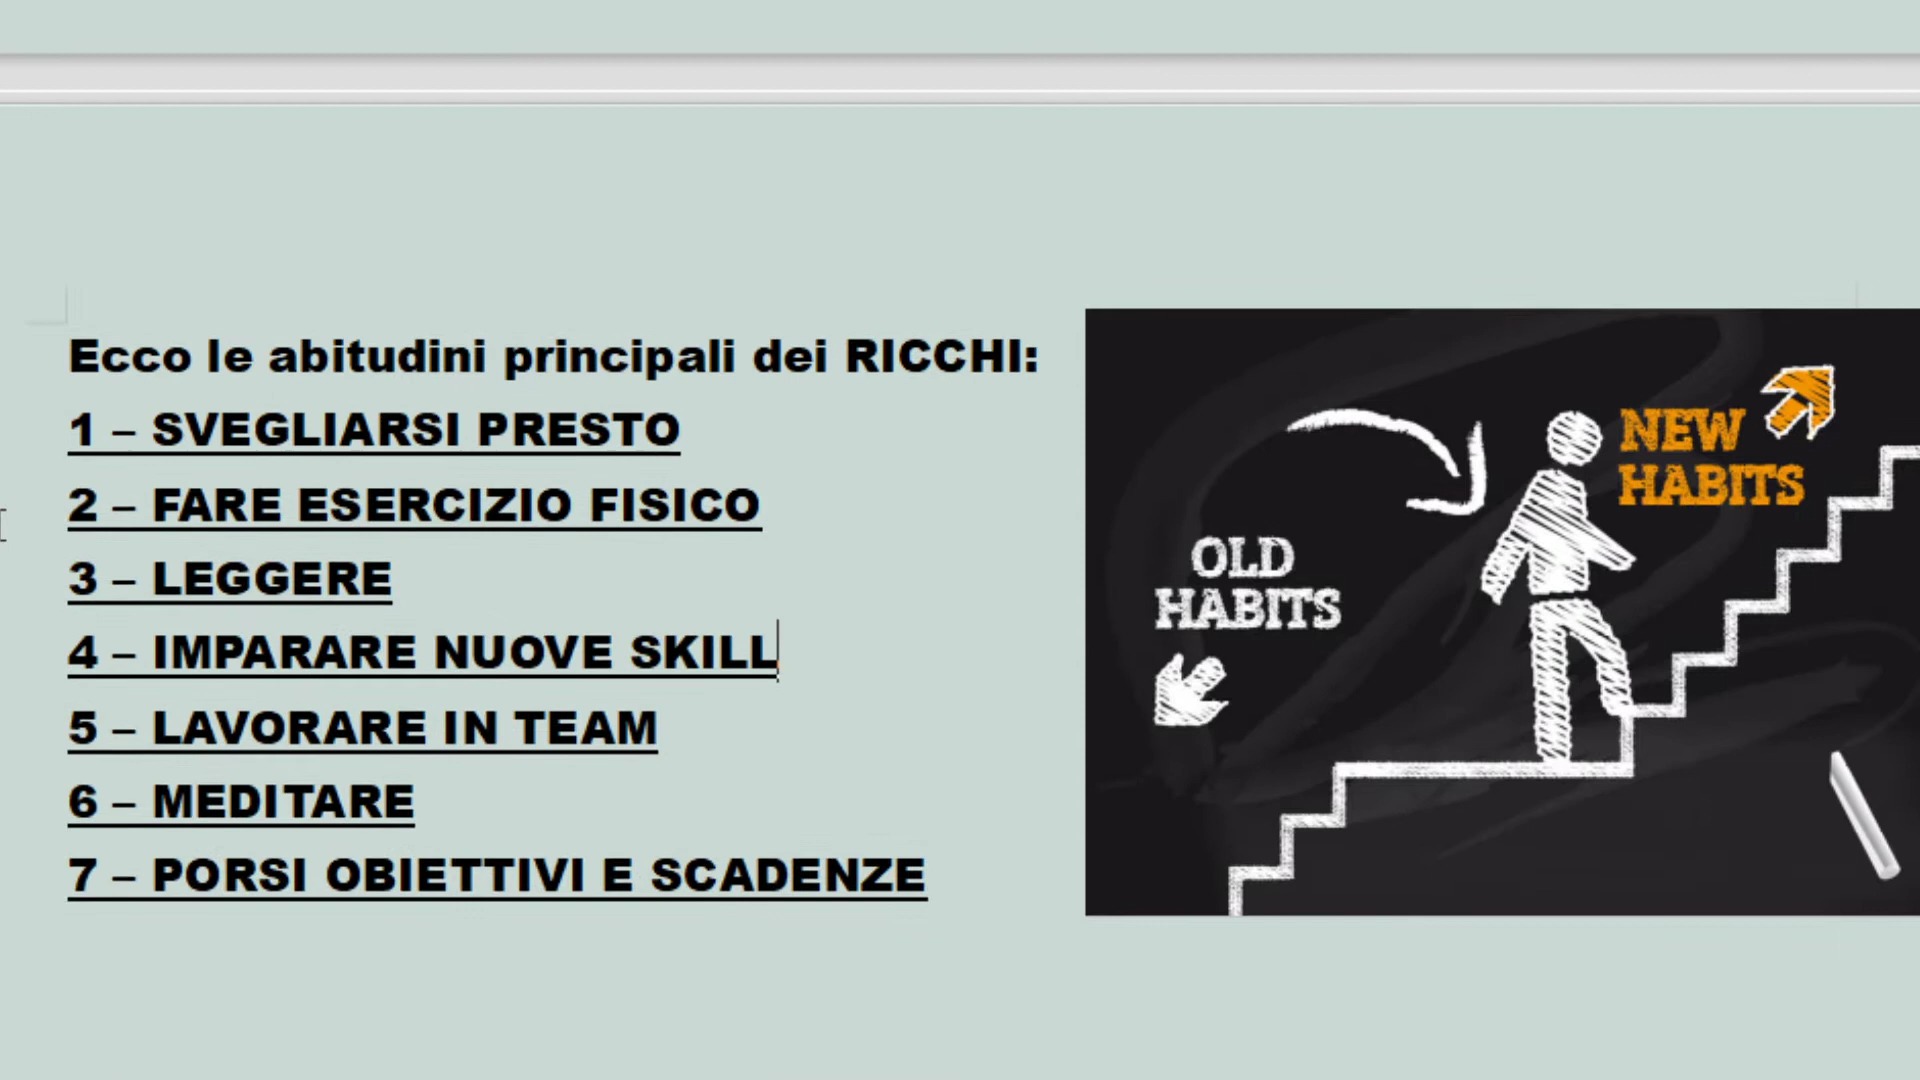 Ecco le abitudini principali dei RICCHI:
1 – SVEGLIARSI PRESTO
2 – FARE ESERCIZIO FISICO
3 – LEGGERE
4 – IMPARARE NUOVE SKILL
5 – LAVORARE IN TEAM
6 – MEDITARE
7 – PORSI OBIETTIVI E SCADENZE
OLD
HABITS
NEW
HABITS